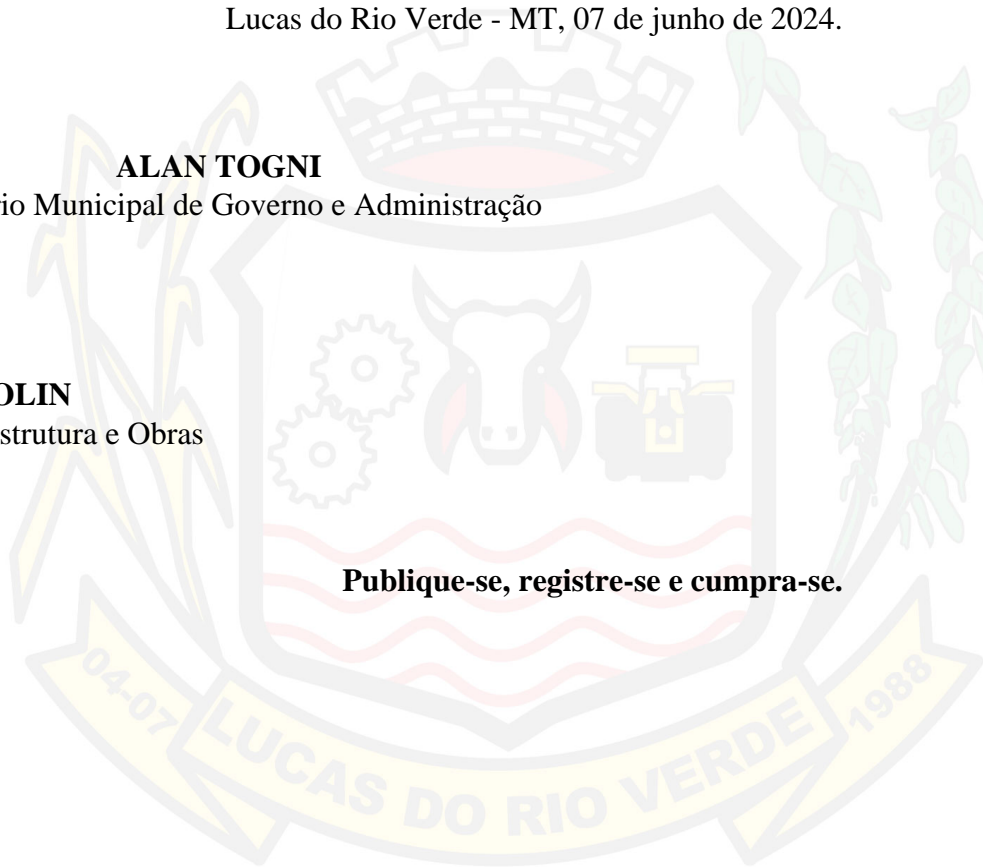 Lucas do Rio Verde - MT, 07 de junho de 2024.
ALAN TOGNI
rio Municipal de Governo e Administração
OLIN
strutura e Obras
Publique-se, registre-se e cumpra-se.
04-07
LUCAS DO RIO VERDE
1988